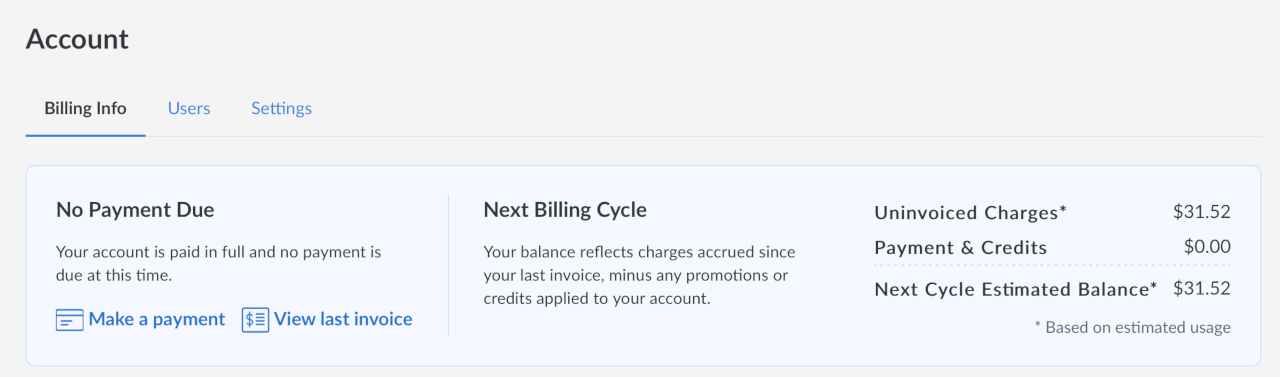 Account
Billing Info
Users
Settings
No Payment Due
Your account is paid in full and no payment is
due at this time.
Make a payment
View last invoice
Next Billing Cycle
Your balance reflects charges accrued since
your last invoice, minus any promotions or
credits applied to your account.
Uninvoiced Charges* $31.52
Payment & Credits $0.00
Next Cycle Estimated Balance* $31.52
* Based on estimated usage